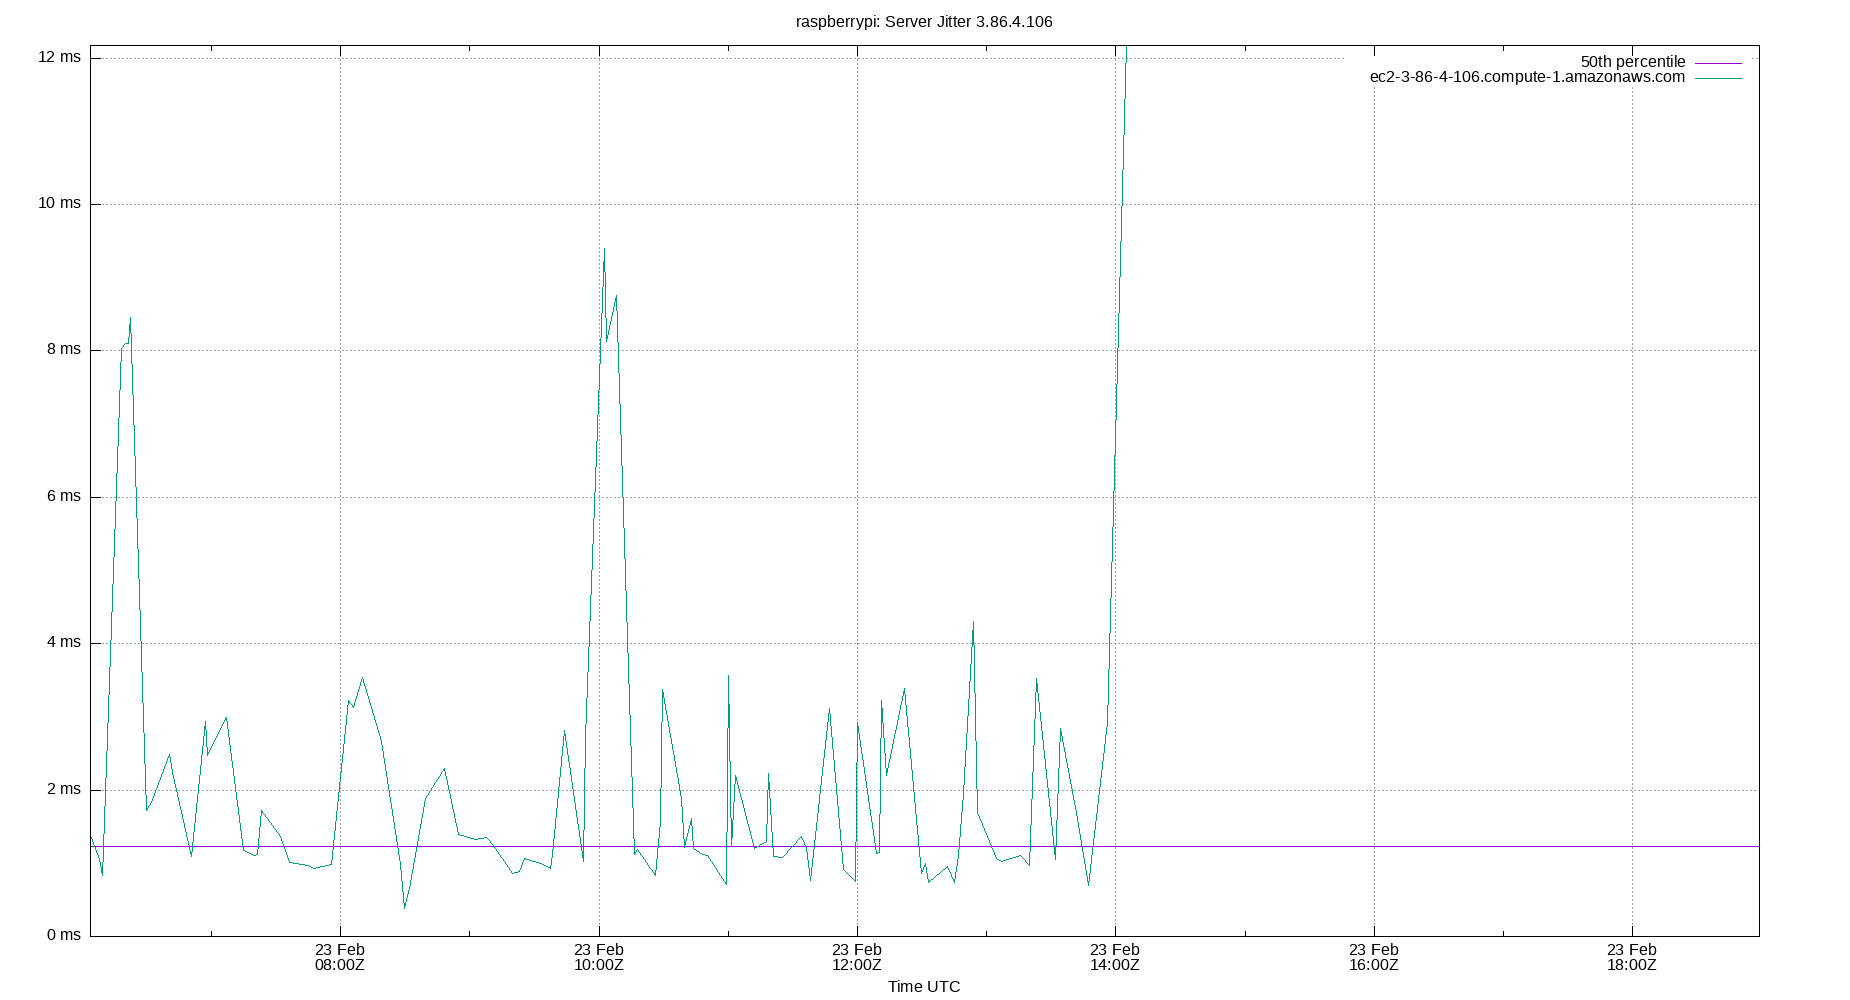 raspberrypi: Server Jitter 3.86.4.106
12 ms
50th percentile
ec2-3-86-4-106.compute-1.amazonaws.com
10 ms
8 ms
6 ms
4 ms
2 ms
0 ms
23 Feb 23 Feb 23 Feb 23 Feb 23 Feb 23 Feb
08:00Z 10:00Z 12:00Z 14:00Z 16:00Z 18:00Z
Time UTC